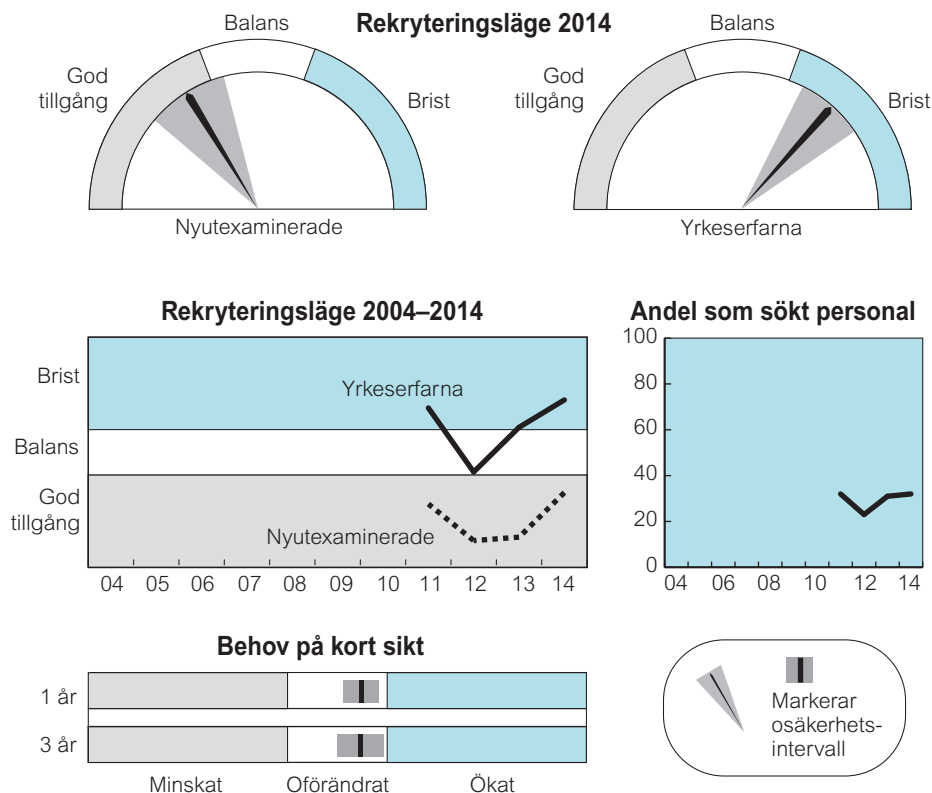 Rekryteringsläge 2014
Balans
God
tillgång
Brist
Nyutexaminerade
Balans
God
tillgång
Brist
Yrkeserfarna
Rekryteringsläge 2004–2014
Brist
Balans
God
tillgång
Yrkeserfarna
Nyutexaminerade
04 05 06 07 08 09 10 11 12 13 14
Andel som sökt personal
100
80
60
40
20
0
04 06 08 10 12 14
Behov på kort sikt
1 år
3 år
Minskat Oförändrat Ökat
Markerar
osäkerhets-
intervall